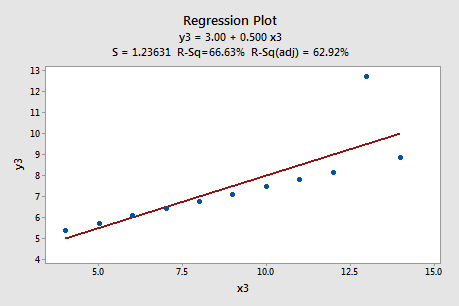 Regression Plot
y3 = 3.00 + 0.500 x3
S = 1.23631 R-Sq=66.63% R-Sq(adj) = 62.92%
13
12
11
10
9
8
7
6
5
4
y3
5.0 7.5 10.0 12.5 15.0
x3